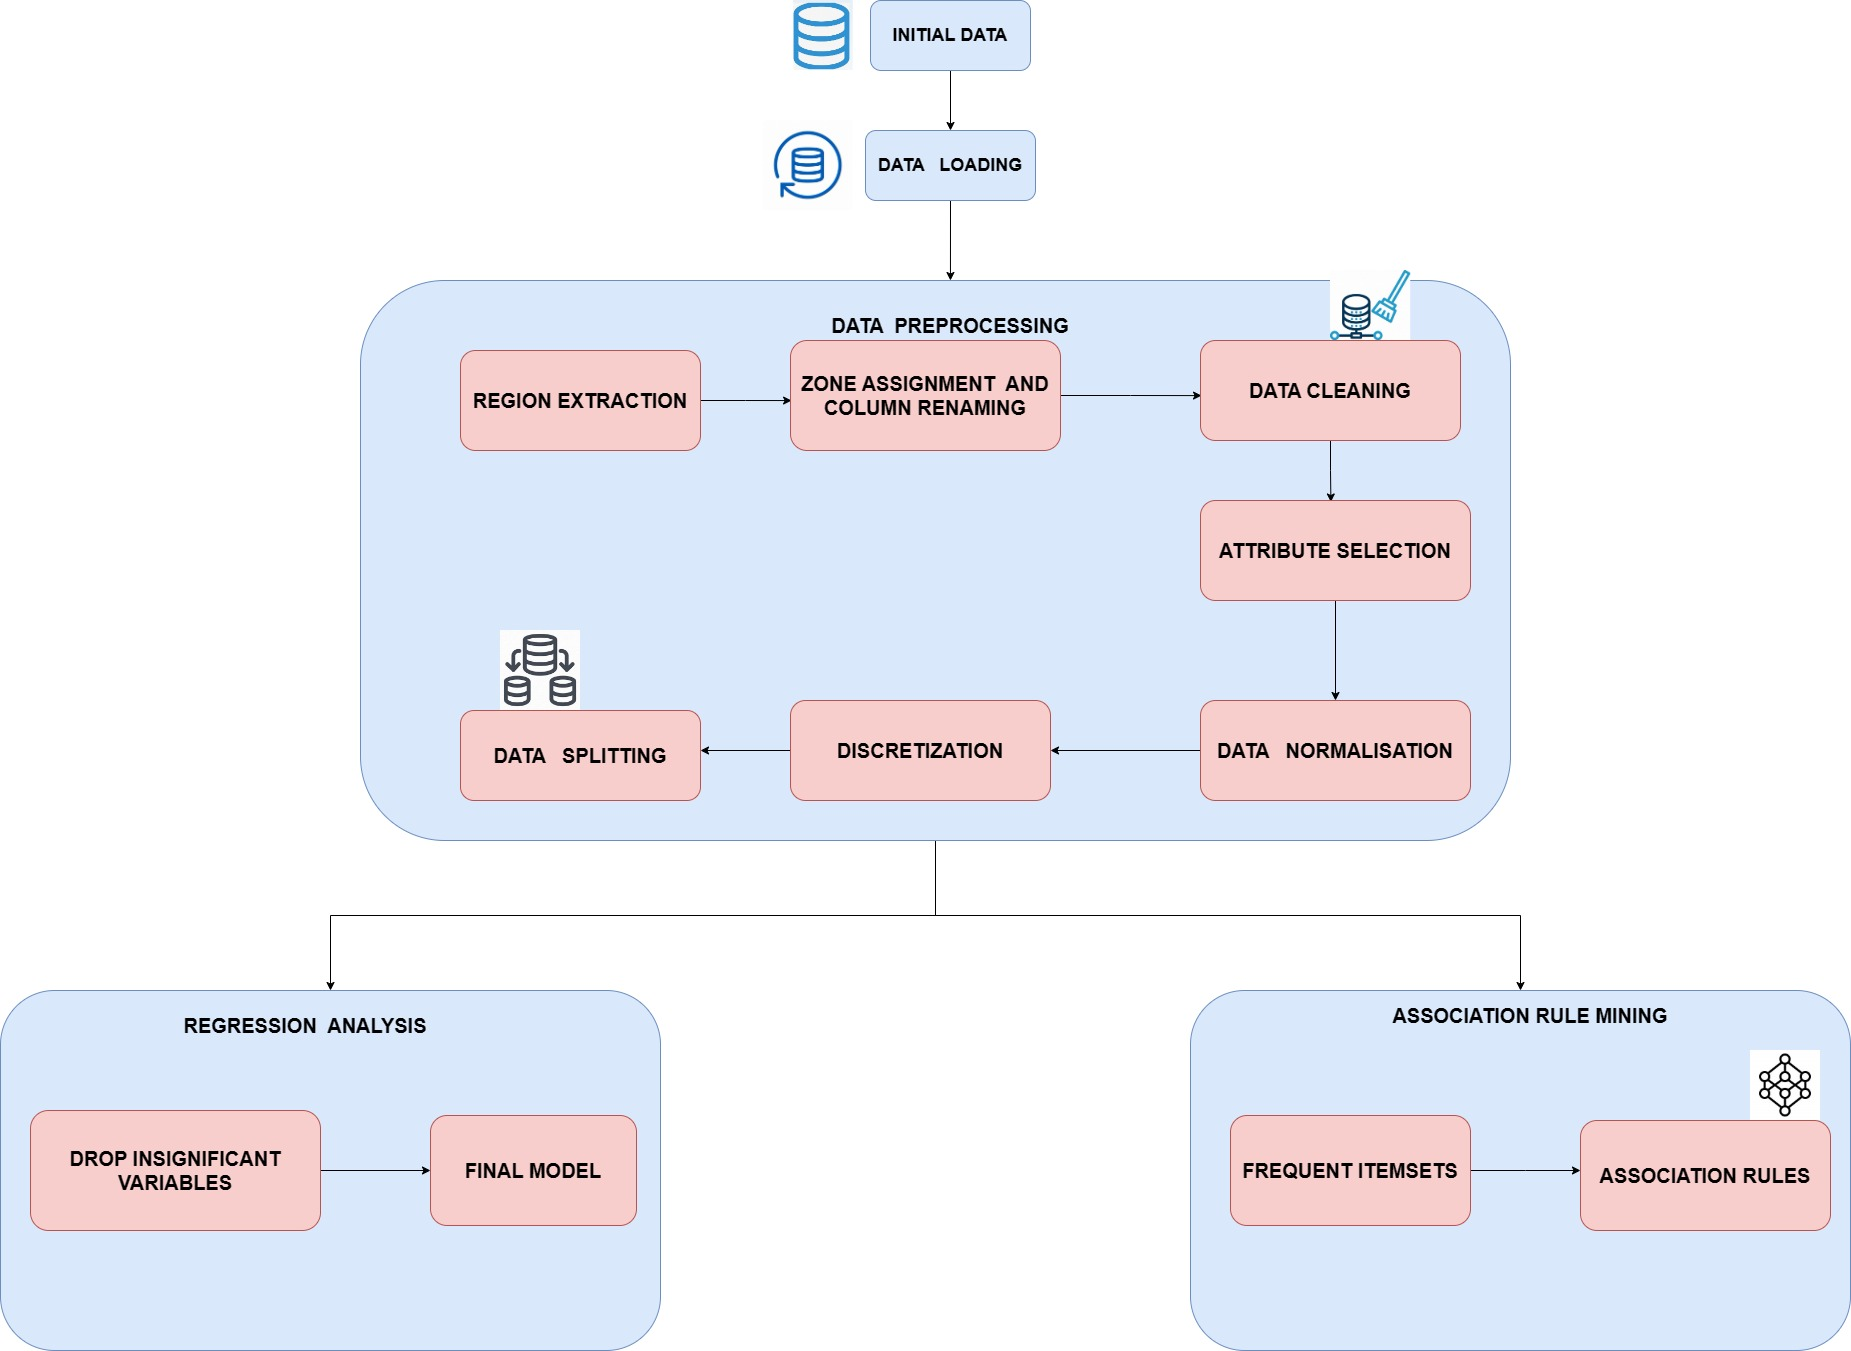 INITIAL DATA
DATA LOADING
DATA PREPROCESSING
REGION EXTRACTION
ZONE ASSIGNMENT AND
COLUMN RENAMING
DATA CLEANING
ATTRIBUTE SELECTION
DATA NORMALISATION
DISCRETIZATION
DATA SPLITTING
REGRESSION ANALYSIS
DROP INSIGNIFICANT
VARIABLES
FINAL MODEL
ASSOCIATION RULE MINING
FREQUENT ITEMSETS
ASSOCIATION RULES